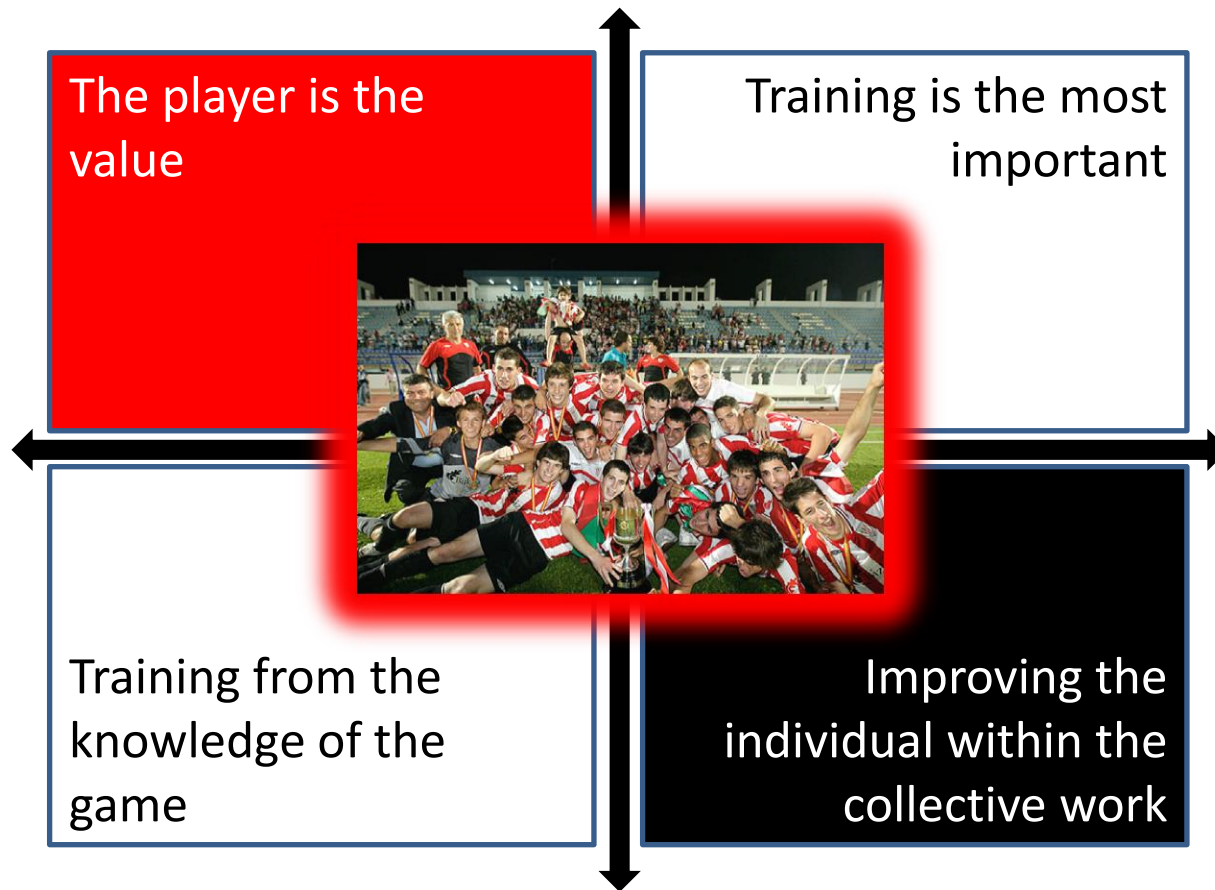 The player is the
value
Training is the most
important
Training from the
knowledge of the
game
Improving the
individual within the
collective work